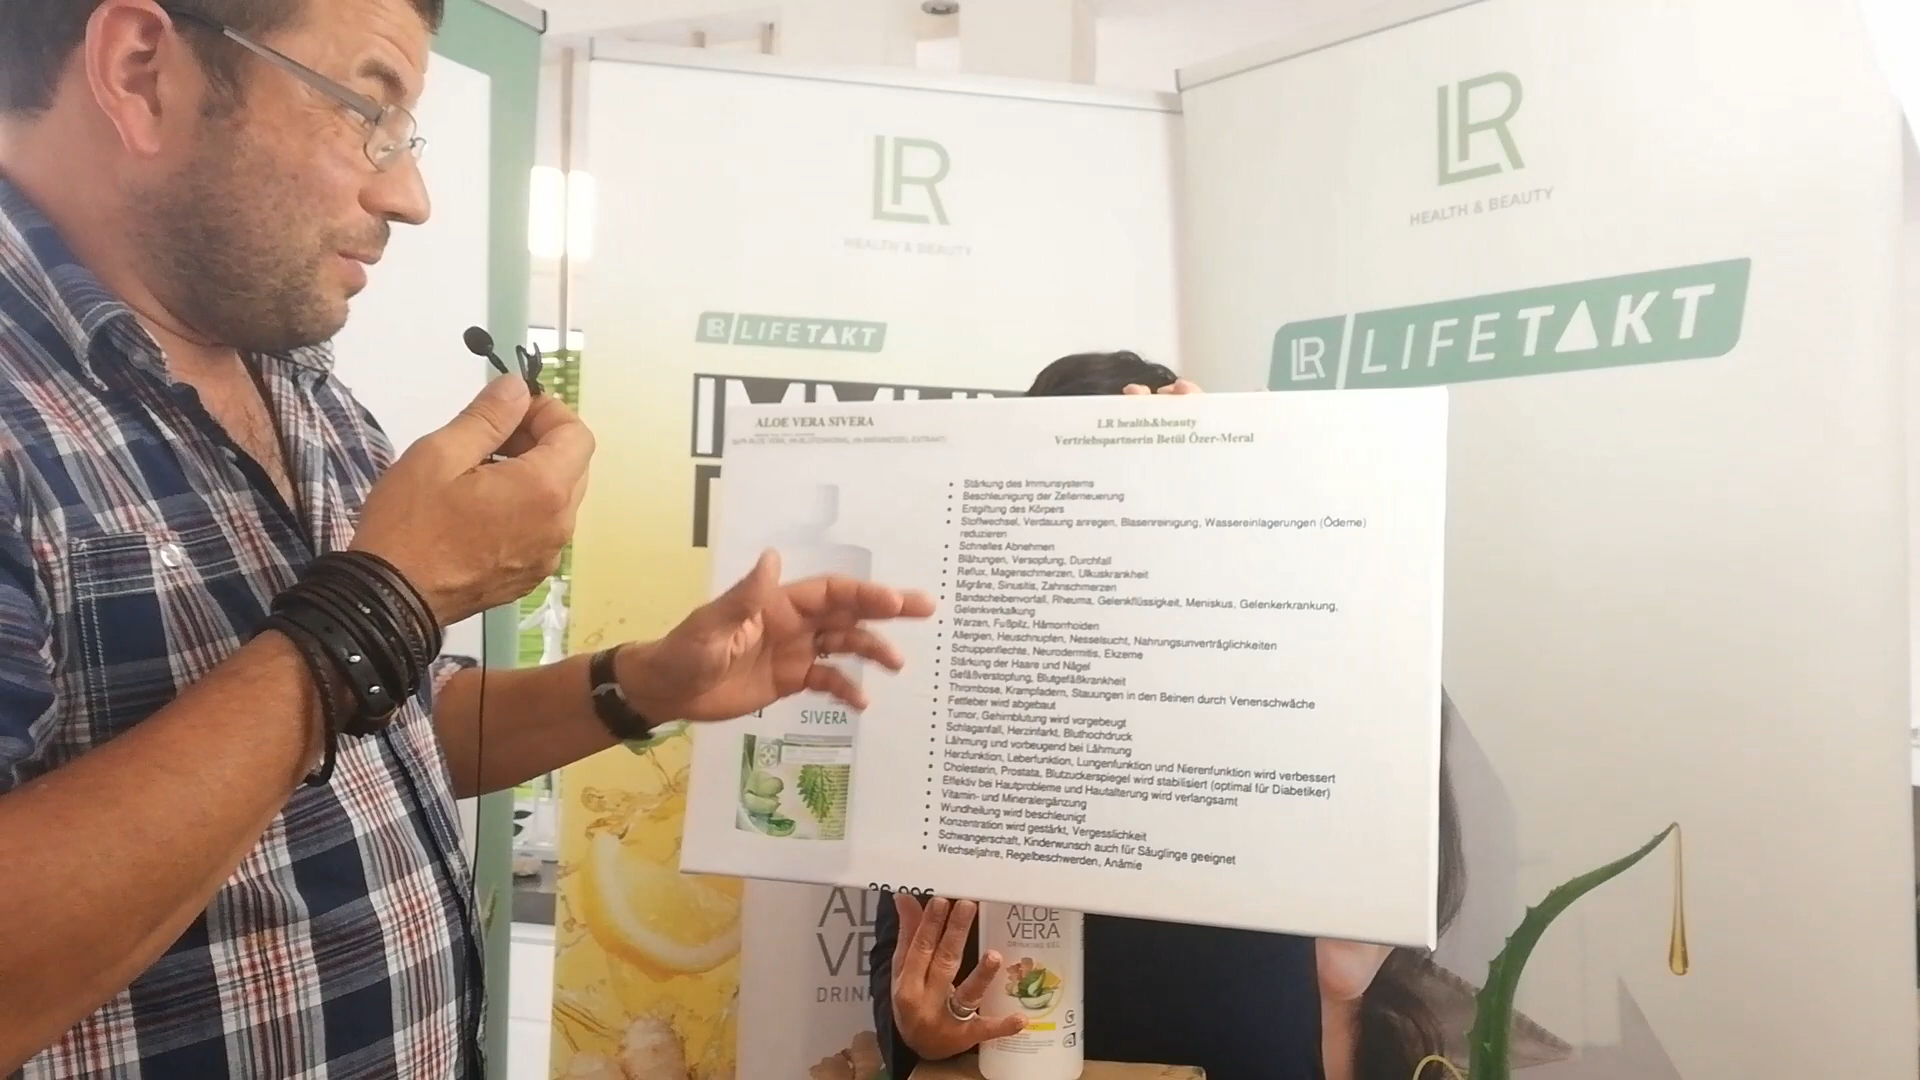 LR
HEALTH & BEAUTY
LR
HEALTH & BEAUTY
LR LIFETAKT
LR LIFETAKT
IMMUN
ALOE VERA SIVERA
LR health&beauty
Vertriebspartnerin Betül Özer-Meral
Stärkung des Immunsystems
Beschleunigung der Zellerneuerung
Entgiftung des Körpers
Stoffwechsel, Verdauung anregen, Blasenreinigung, Wassereinlagerungen (Ödeme)
reduzieren
Schnelles Abnehmen
Blähungen, Verstopfung, Durchfall
Reflux, Magenschmerzen, Ulkuskrankheit
Migräne, Sinusitis, Zahnschmerzen
Bandscheibenvorfall, Rheuma, Gelenkflüssigkeit, Meniskus, Gelenkerkrankung,
Gelenkverkalkung
Warzen, Fußpilz, Hämorrhoiden
Allergien, Heuschnupfen, Nesselsucht, Nahrungsunverträglichkeiten
Schuppenflechte, Neurodermitis, Ekzeme
Stärkung der Haare und Nägel
Gefäßverstopfung, Blutgefäßkrankheit
Thrombose, Krampfadern, Stauungen in den Beinen durch Venenschwäche
Fettleber wird abgebaut
Tumor, Gehirnblutung wird vorgebeugt
Schlaganfall, Herzinfarkt, Bluthochdruck
Lähmung und vorbeugend bei Lähmung
Herzfunktion, Leberfunktion, Lungenfunktion und Nierenfunktion wird verbessert
Cholesterin, Prostata, Blutzuckerspiegel wird stabilisiert (optimal für Diabetiker)
Effektiv bei Hautprobleme und Hautalterung wird verlangsamt
Vitamin- und Mineralergänzung
Wundheilung wird beschleunigt
Konzentration wird gestärkt, Vergesslichkeit
Schwangerschaft, Kinderwunsch auch für Säuglinge geeignet
Wechseljahre, Regelbeschwerden, Anämie
SIVERA
ALOE
VERA
DRINKING GEL
AL
VE
DRIN